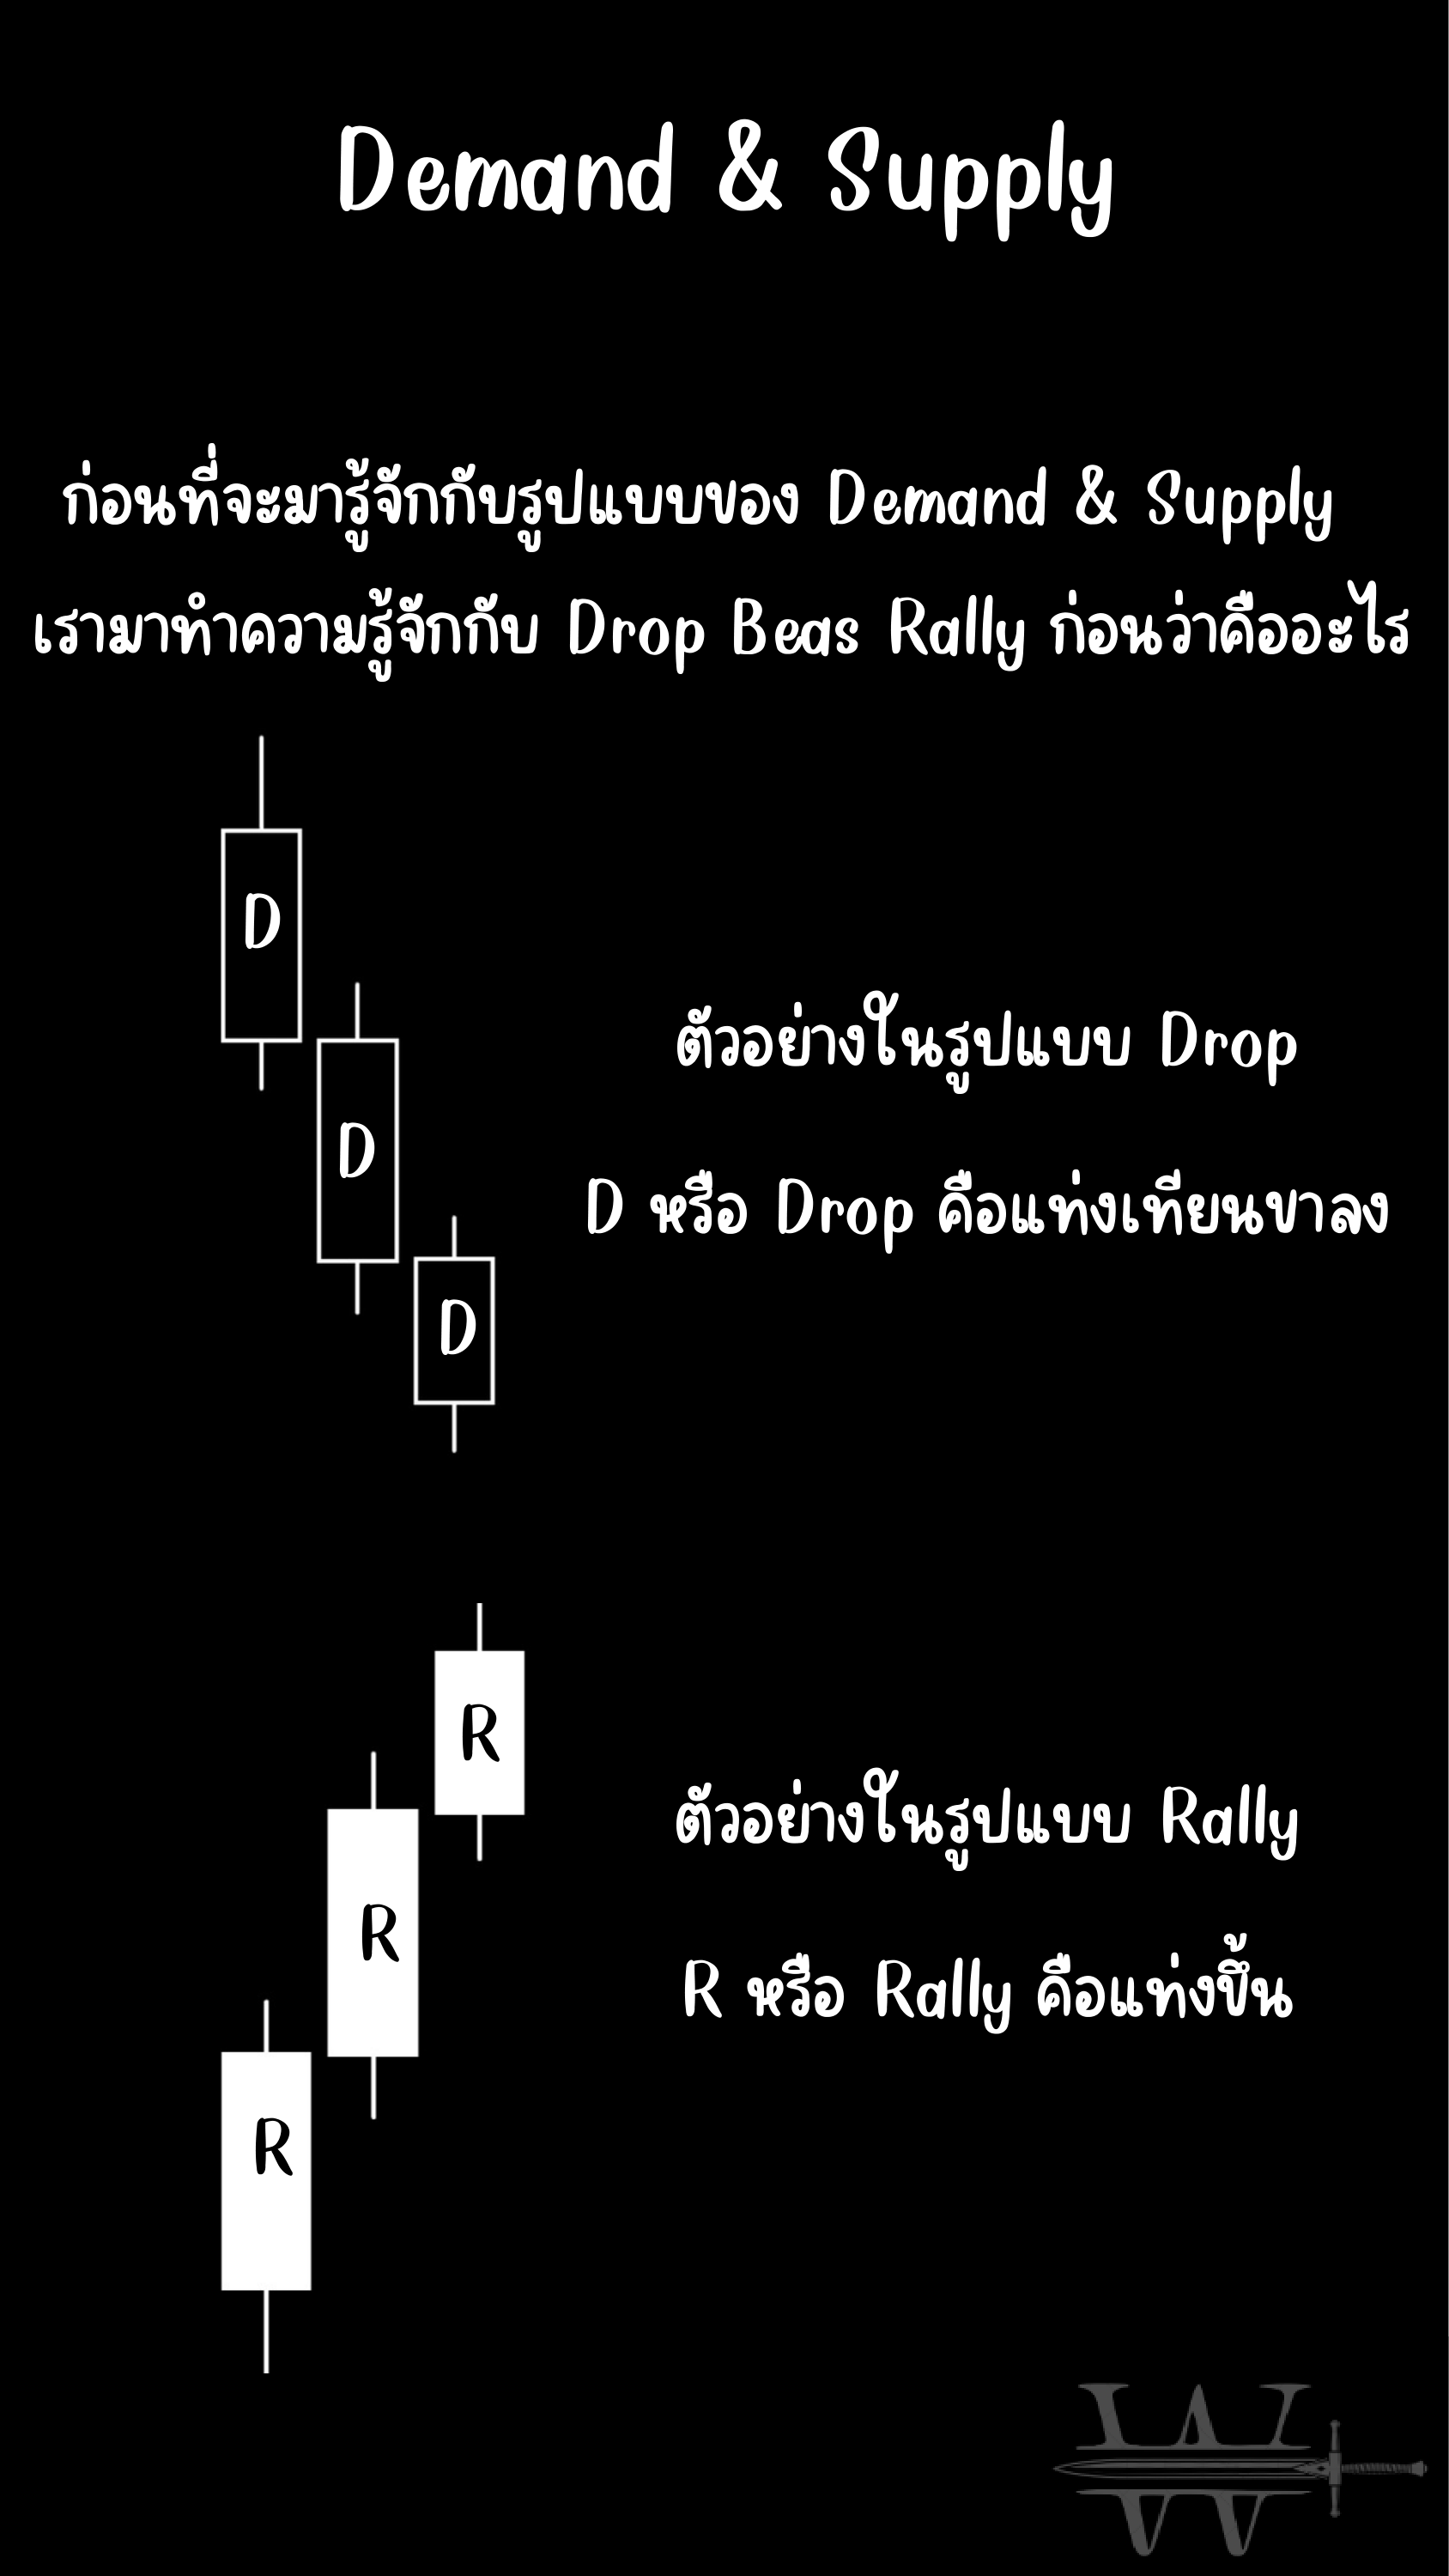 Demand & Supply
ก่อนที่จะมารู้จักกับรูปแบบของ Demand & Supply
เรามาทำความรู้จักกับ Drop Beas Rally ก่อนว่าคืออะไร
D
D
D
ตัวอย่างในรูปแบบ Drop
D หรือ Drop คือแท่งเทียนขาลง
R
R
R
ตัวอย่างในรูปแบบ Rally
R หรือ Rally คือแท่งขึ้น
W